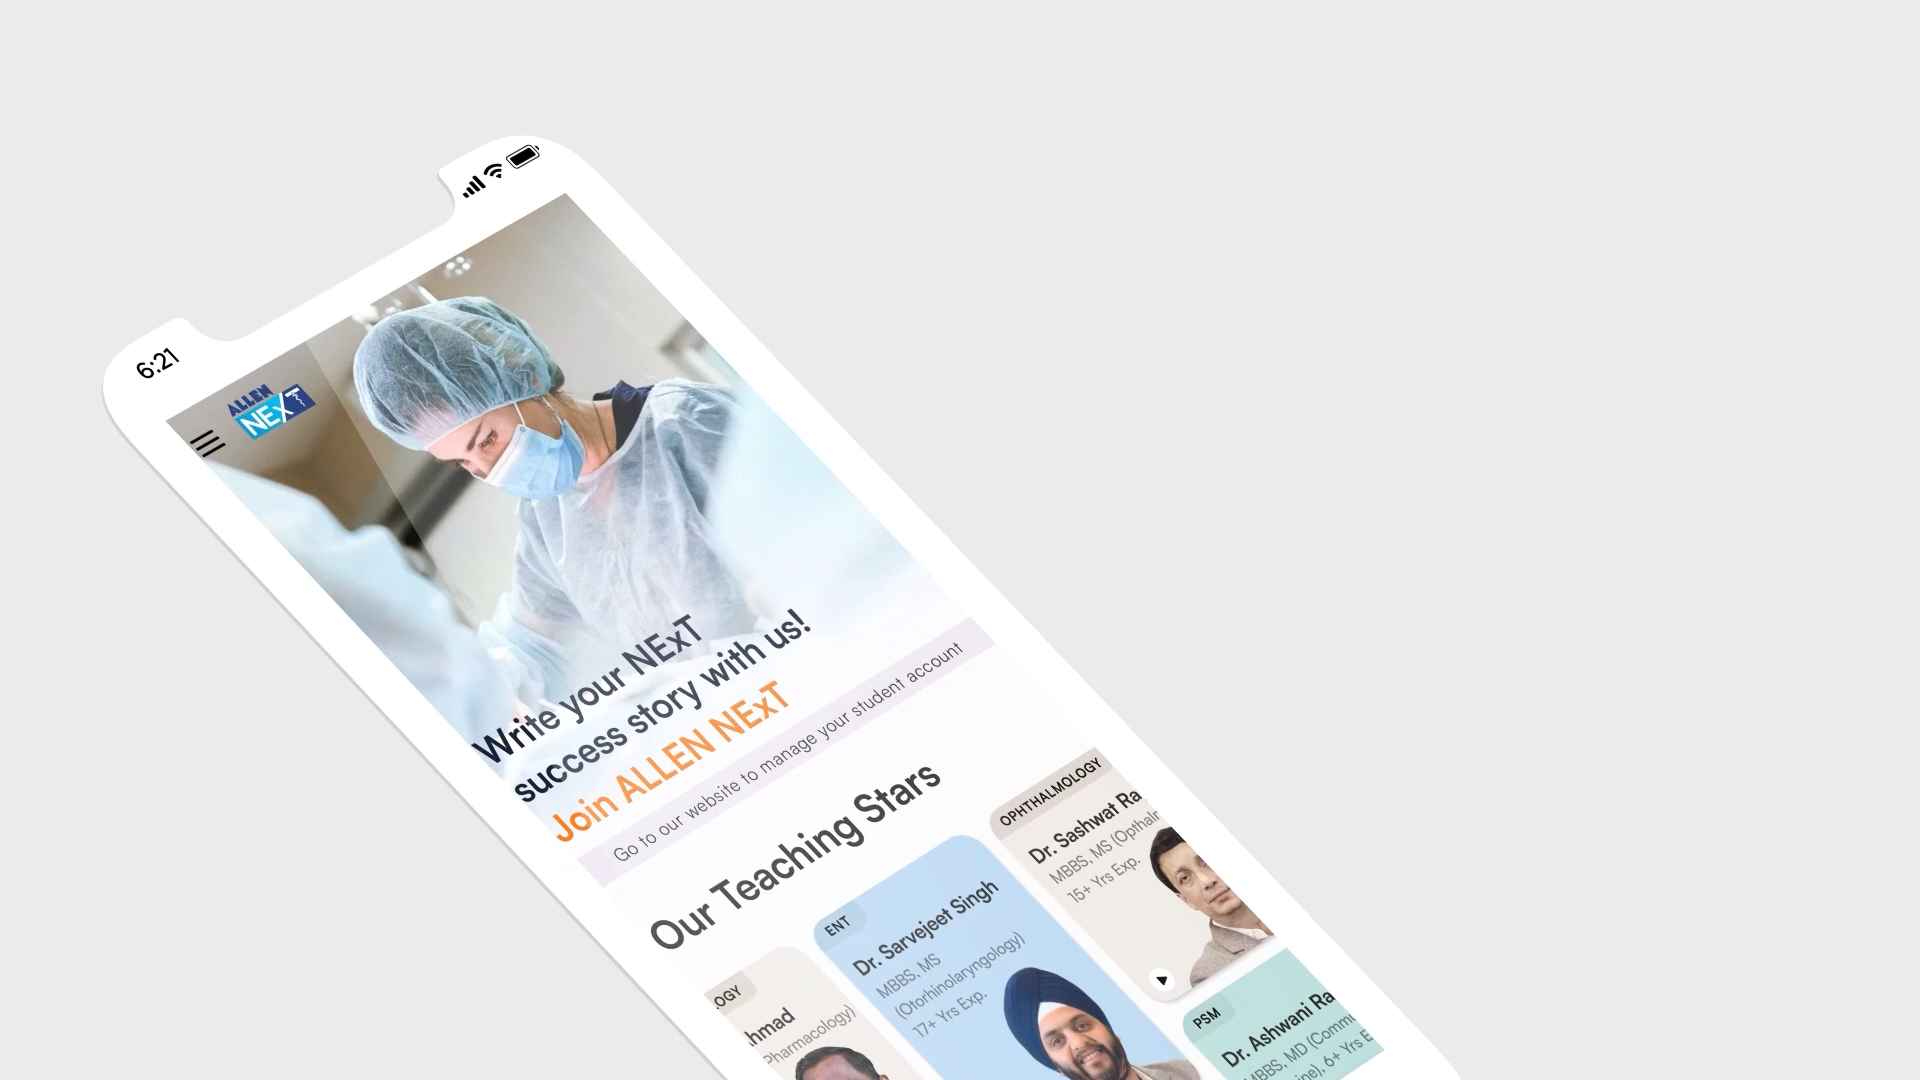 6:21
ALLEN
NExT
Write your NExT
success story with us!
Join ALLEN NExT
Go to our website to manage your student account
Our Teaching Stars
OGY
hmad
Pharmacology)
ENT
Dr. Sarvejeet Singh
MBBS, MS
(Otorhinolaryngology)
17+ Yrs Exp.
OPHTHALMOLOGY
Dr. Sashwat Ra
MBBS, MS (Opthalr
15+ Yrs Exp.
PSM
Dr. Ashwani Ra
MBBS, MD (Comm
ine), 6+ Yrs E